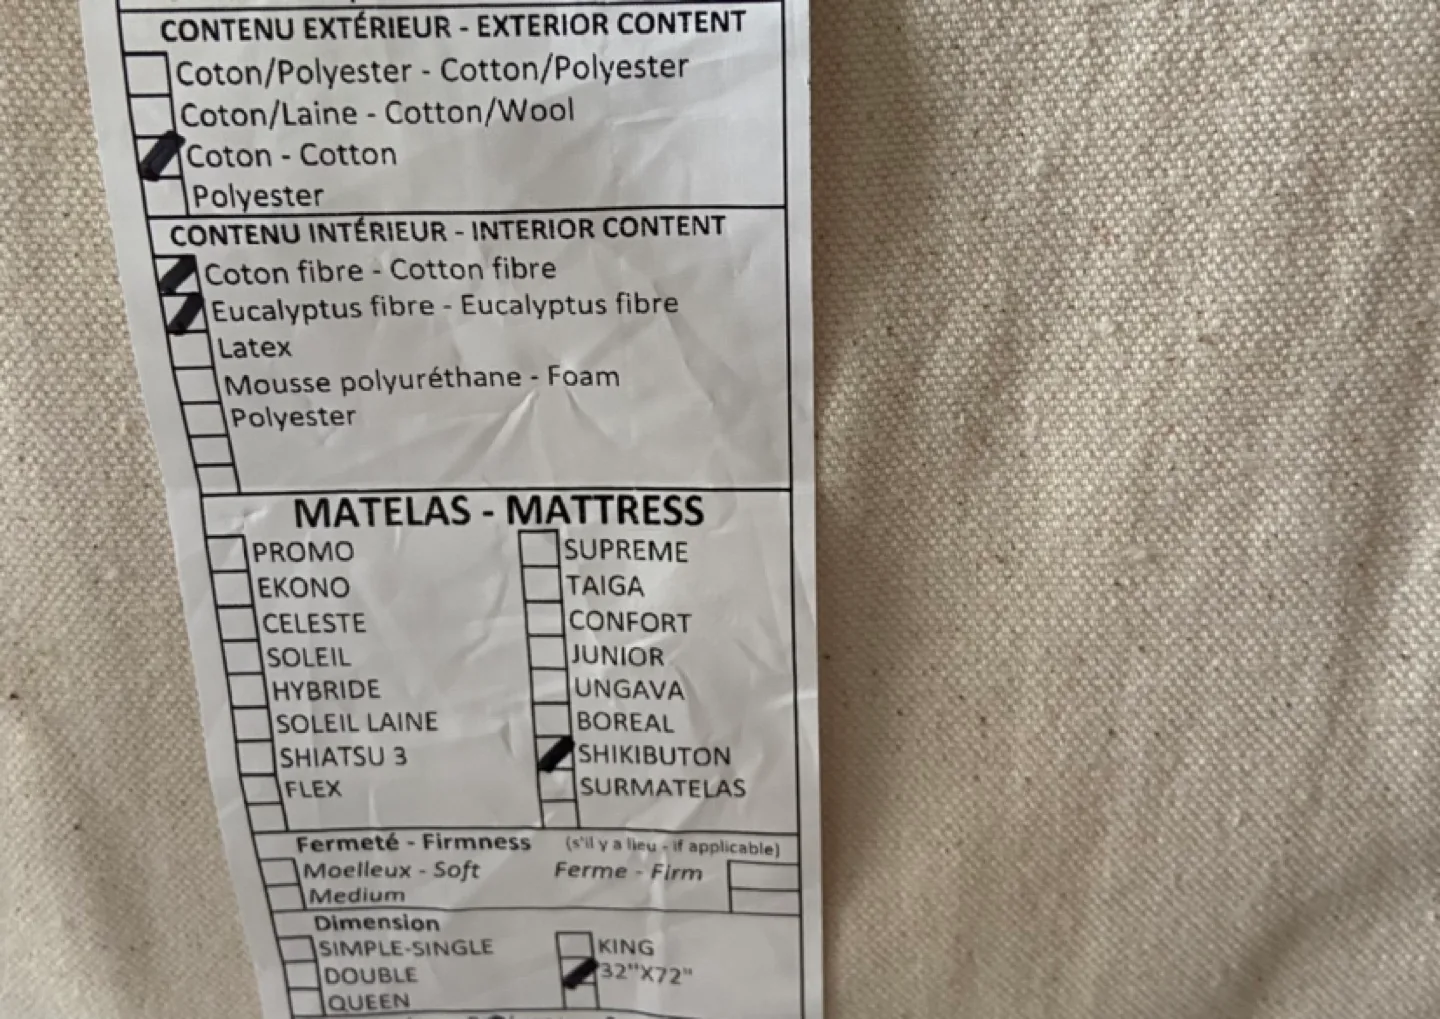 CONTENU EXTÉRIEUR - EXTERIOR CONTENT
Coton/Polyester - Cotton/Polyester
Coton/Laine - Cotton/Wool
Coton - Cotton
Polyester
CONTENU INTÉRIEUR - INTERIOR CONTENT
Coton fibre - Cotton fibre
Eucalyptus fibre - Eucalyptus fibre
Latex
Mousse polyuréthane - Foam
Polyester
MATELAS - MATTRESS
PROMO
EKONO
CELESTE
SOLEIL
HYBRIDE
SOLEIL LAINE
SHIATSU 3
FLEX
SUPREME
TAIGA
CONFORT
JUNIOR
UNGAVA
BOREAL
SHIKIBUTON
SURMATELAS
Fermeté - Firmness (s'il y a lieu - if applicable)
Moelleux - Soft Ferme - Firm
Medium
Dimension
SIMPLE-SINGLE
DOUBLE
QUEEN
KING
32"X72"